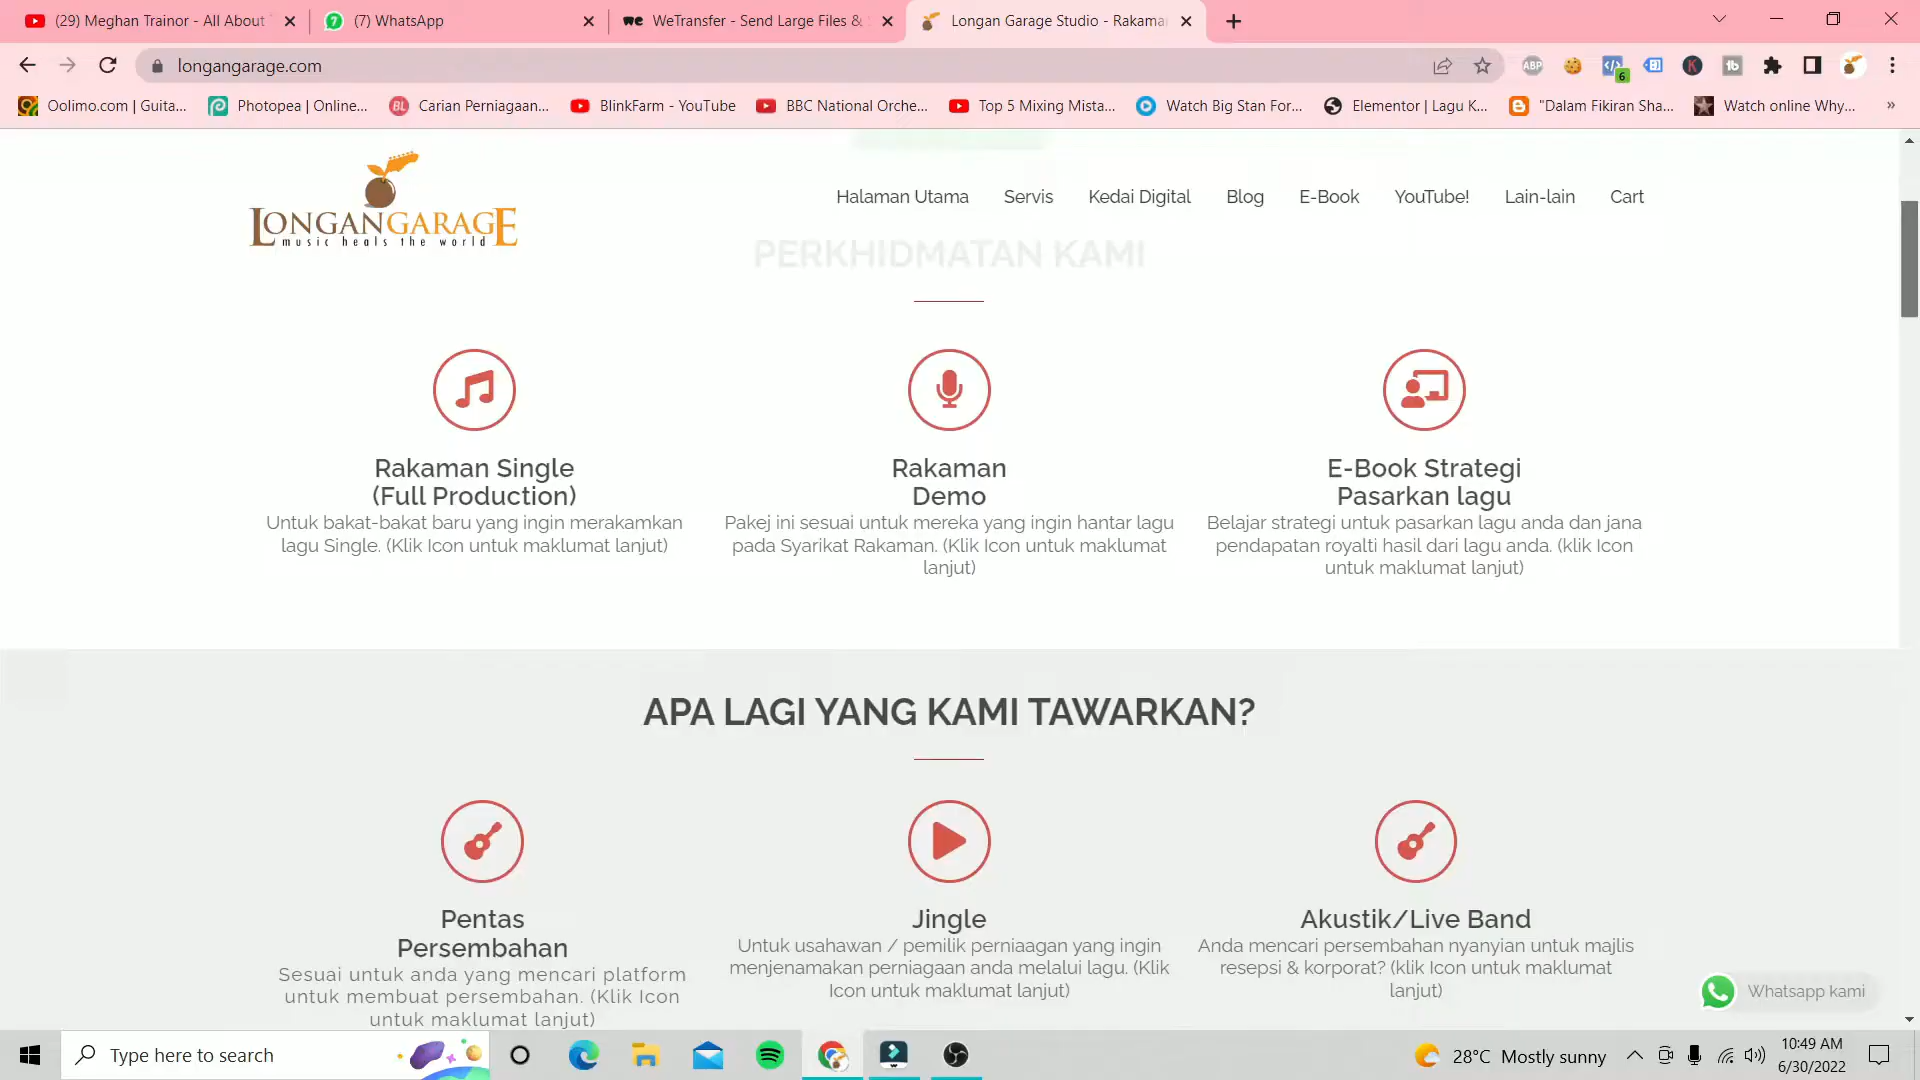 (29) Meghan Trainor - All About
(7) WhatsApp
WeTransfer - Send Large Files &
Longan Garage Studio - Rakama
longangarage.com
ABP
6
K
1b
Oolimo.com | Guita...
Photopea | Online...
BL
Carian Perniagaan...
BlinkFarm - YouTube
BBC National Orche...
Top 5 Mixing Mista...
Watch Big Stan For...
Elementor | Lagu K...
"Dalam Fikiran Sha...
Watch online Why...
»
LONGANGARAGE
music heals the world
Halaman Utama
Servis
Kedai Digital
Blog
E-Book
YouTube!
Lain-lain
Cart
PERKHIDMATAN KAMI
Rakaman Single
(Full Production)
Untuk bakat-bakat baru yang ingin merakamkan
lagu Single. (Klik Icon untuk maklumat lanjut)
Rakaman
Demo
Pakej ini sesuai untuk mereka yang ingin hantar lagu
pada Syarikat Rakaman. (Klik Icon untuk maklumat
lanjut)
E-Book Strategi
Pasarkan lagu
Belajar strategi untuk pasarkan lagu anda dan jana
pendapatan royalti hasil dari lagu anda. (klik Icon
untuk maklumat lanjut)
APA LAGI YANG KAMI TAWARKAN?
Pentas
Persembahan
Sesuai untuk anda yang mencari platform
untuk membuat persembahan. (Klik Icon
untuk maklumat lanjut)
Jingle
Untuk usahawan / pemilik perniaagan yang ingin
menjenamakan perniagaan anda melalui lagu. (Klik
Icon untuk maklumat lanjut)
Akustik/Live Band
Anda mencari persembahan nyanyian untuk majlis
resepsi & korporat? (klik Icon untuk maklumat
lanjut)
Whatsapp kami
Type here to search
28°C Mostly sunny
10:49 AM
6/30/2022